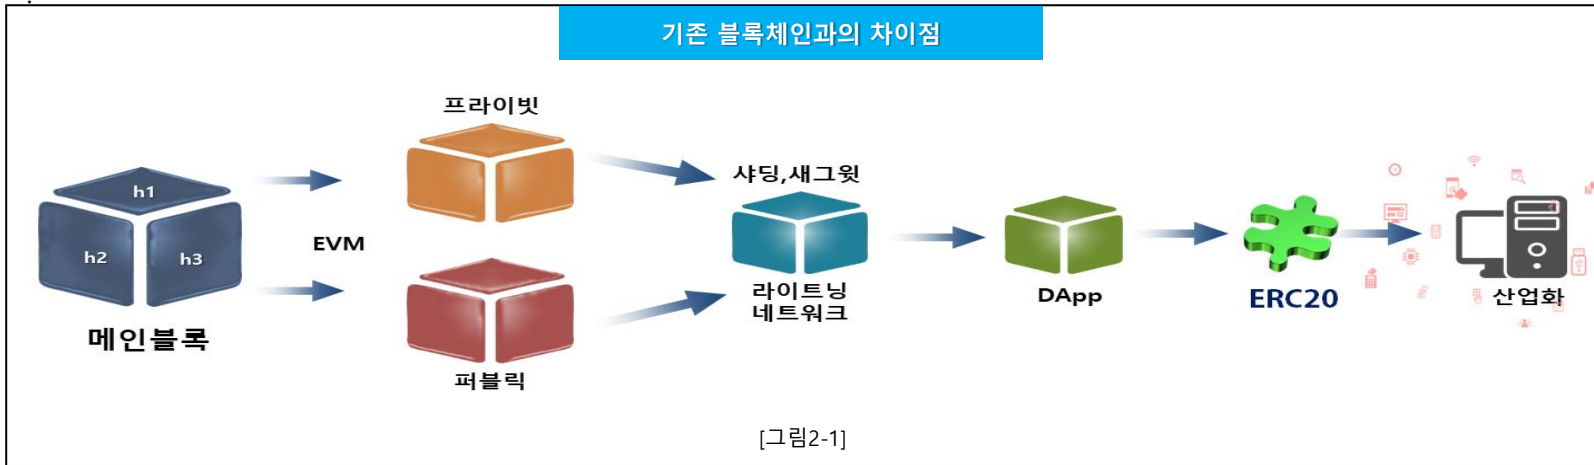 기존 블록체인과의 차이점
h1
h2
h3
메인블록
EVM
프라이빗
퍼블릭
샤딩,새그윗
라이트닝
네트워크
DApp
ERC20
산업화
[그림2-1]